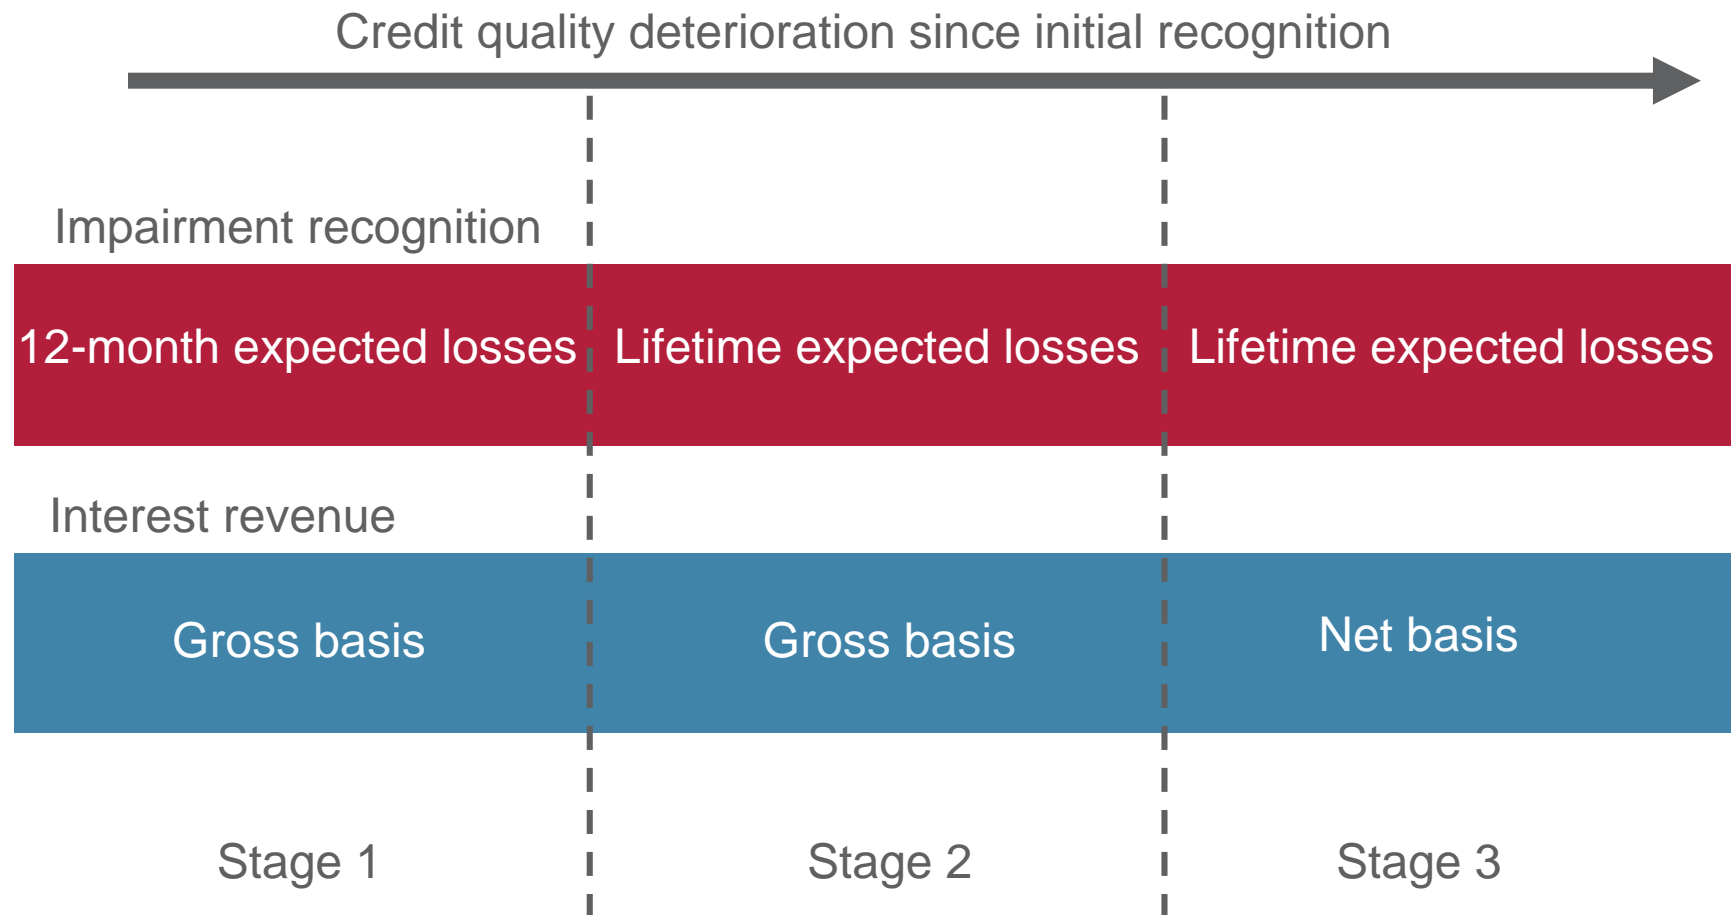 Credit quality deterioration since initial recognition
Impairment recognition
12-month expected losses
Lifetime expected losses
Lifetime expected losses
Interest revenue
Gross basis
Gross basis
Net basis
Stage 1
Stage 2
Stage 3